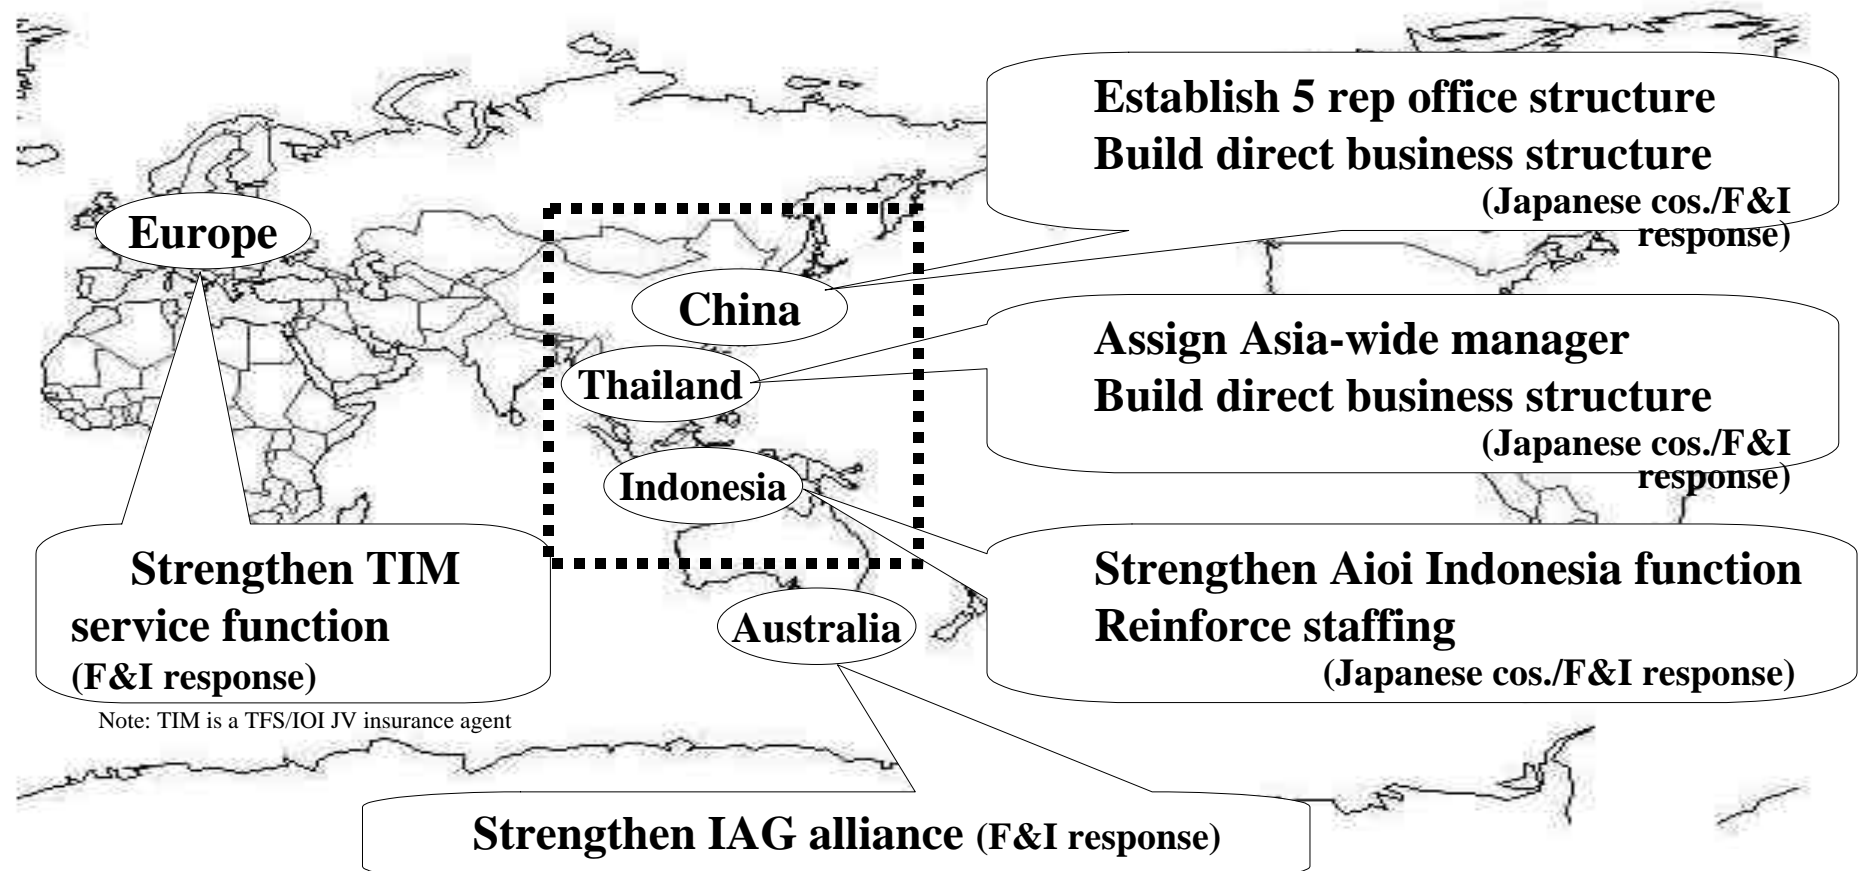 Establish 5 rep office structure
Build direct business structure
(Japanese cos./F&I
response)
Europe
China
Assign Asia-wide manager
Build direct business structure
(Japanese cos./F&I
response)
Thailand
Indonesia
Strengthen TIM
service function
(F&I response)
Note: TIM is a TFS/IOI JV insurance agent
Strengthen Aioi Indonesia function
Reinforce staffing
(Japanese cos./F&I response)
Australia
Strengthen IAG alliance (F&I response)